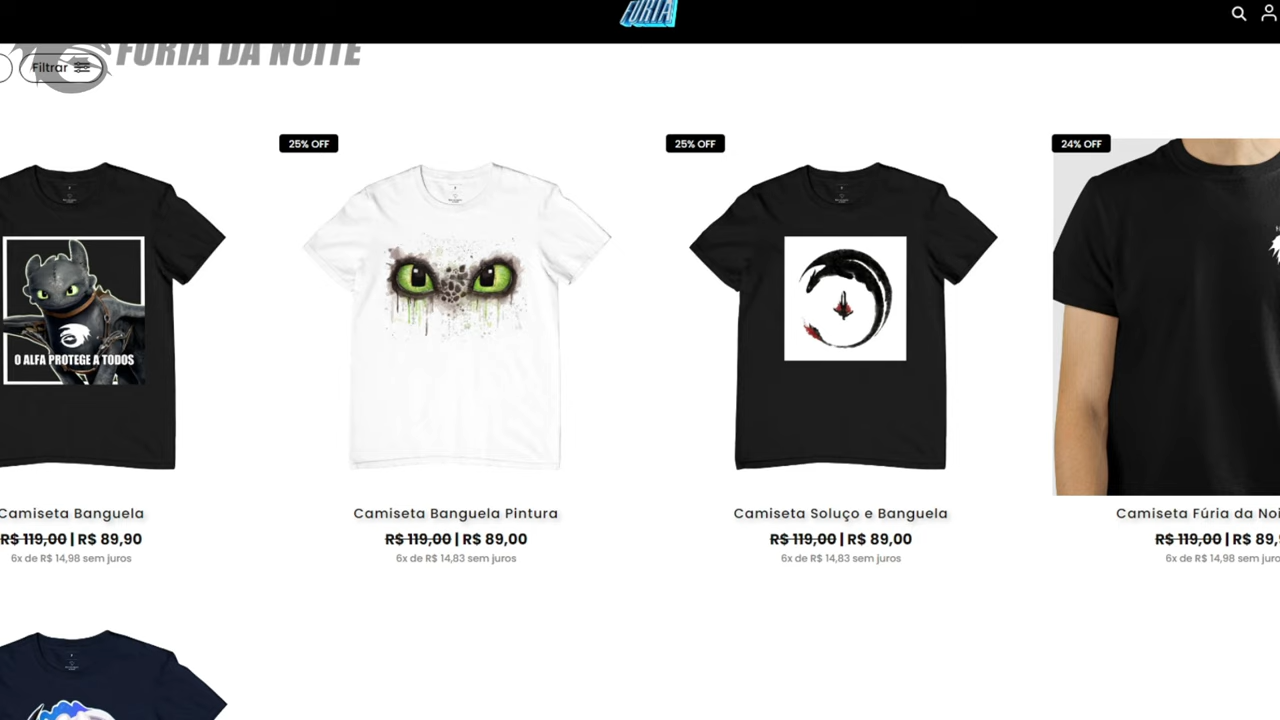 FÚRIA
FÚRIA DA NOITE
Filtrar
25% OFF
25% OFF
24% OFF
O ALFA PROTEGE A TODOS
Camiseta Banguela
Camiseta Banguela Pintura
Camiseta Soluço e Banguela
Camiseta Fúria da Noi
R$ 119,00 | R$ 89,90
R$ 119,00 | R$ 89,00
R$ 119,00 | R$ 89,00
R$ 119,00 | R$ 89,
6x de R$ 14,98 sem juros
6x de R$ 14,83 sem juros
6x de R$ 14,83 sem juros
6x de R$ 14,98 sem juro